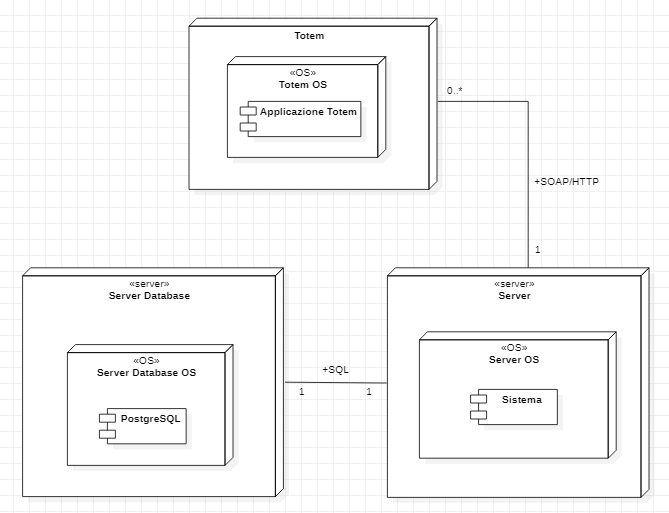 Totem
«OS»
Totem OS
Applicazione Totem
0..*
+SOAP/HTTP
1
«server»
Server Database
«OS»
Server Database OS
PostgreSQL
+SQL
1
1
«server»
Server
«OS»
Server OS
Sistema